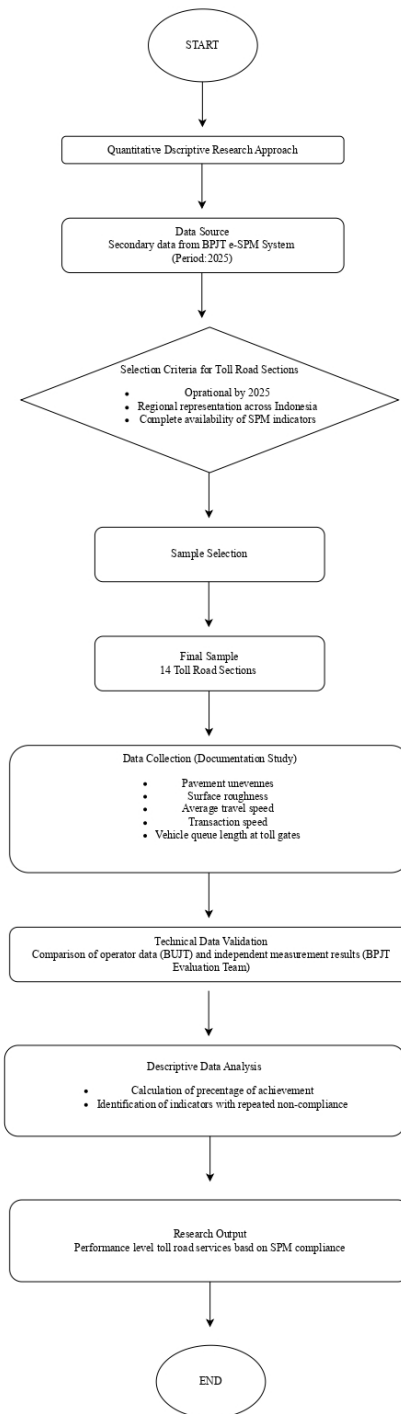 START
Quantitative Dscriptive Research Approach
Data Source
Secondary data from BPJT e-SPM System
(Period:2025)
Selection Criteria for Toll Road Sections
• Oprational by 2025
• Regional representation across Indonesia
• Complete availability of SPM indicators
Sample Selection
Final Sample
14 Toll Road Sections
Data Collection (Documentation Study)
• Pavement unevennes
• Surface roughness
• Average travel speed
• Transaction speed
• Vehicle queue length at toll gates
Technical Data Validation
Comparison of operator data (BUJT) and independent measurement results (BPJT
Evaluation Team)
Descriptive Data Analysis
• Calculation of precentage of achievement
• Identification of indicators with repeated non-compliance
Research Output
Performance level toll road services basd on SPM compliance
END